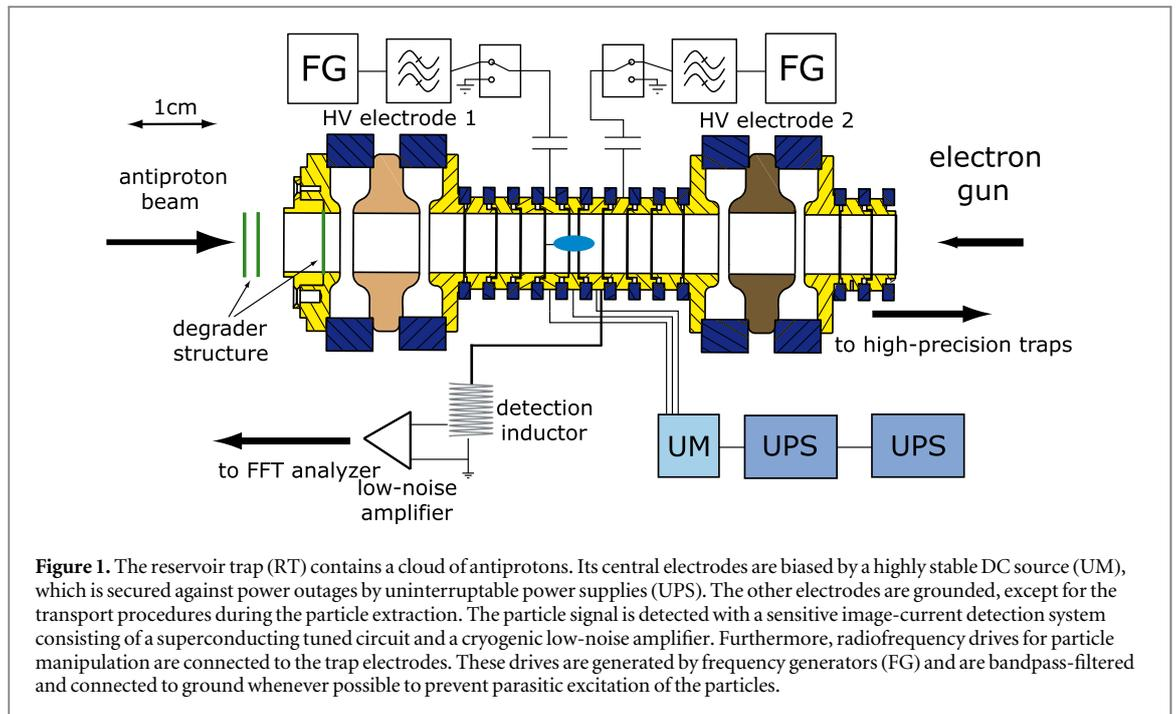 FG
FG
1cm
HV electrode 1
HV electrode 2
antiproton
beam
electron
gun
degrader
structure
to high-precision traps
detection
inductor
UM
UPS
UPS
to FFT analyzer
low-noise
amplifier
Figure 1. The reservoir trap (RT) contains a cloud of antiprotons. Its central electrodes are biased by a highly stable DC source (UM),
which is secured against power outages by uninterruptable power supplies (UPS). The other electrodes are grounded, except for the
transport procedures during the particle extraction. The particle signal is detected with a sensitive image-current detection system
consisting of a superconducting tuned circuit and a cryogenic low-noise amplifier. Furthermore, radiofrequency drives for particle
manipulation are connected to the trap electrodes. These drives are generated by frequency generators (FG) and are bandpass-filtered
and connected to ground whenever possible to prevent parasitic excitation of the particles.